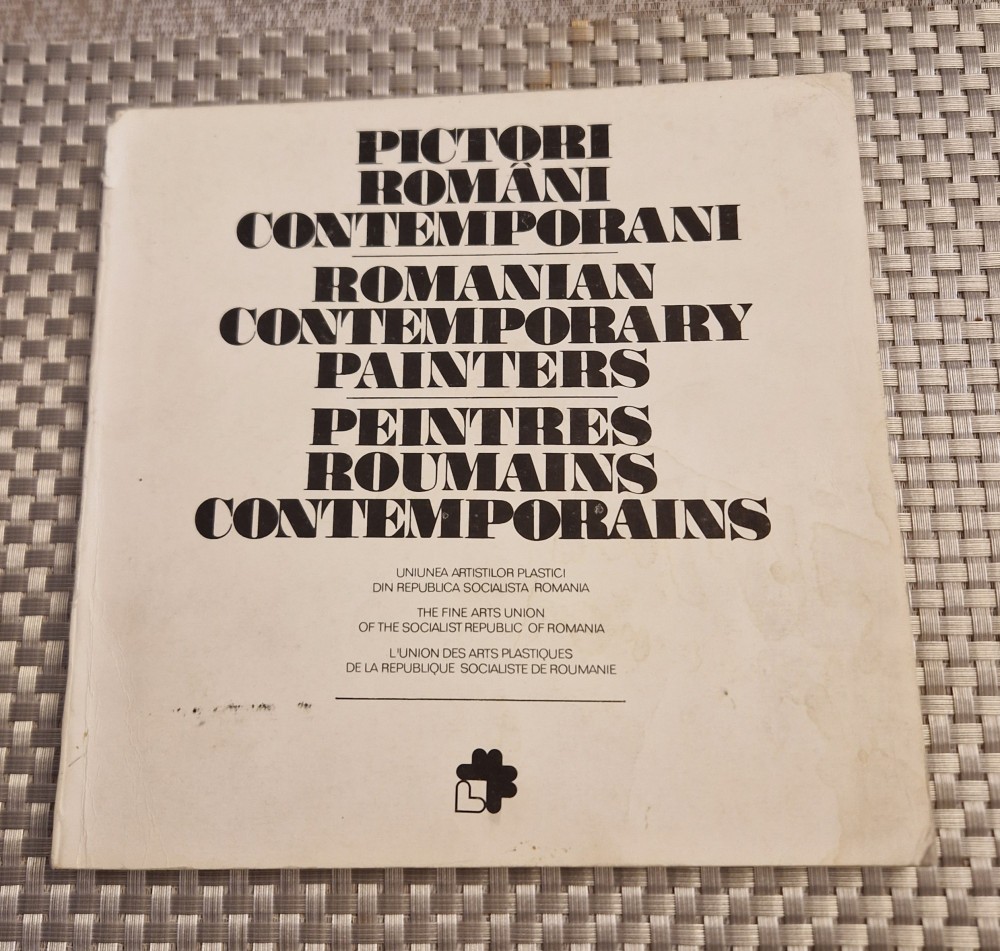 PICTORI
ROMÂNI
CONTEMPORANI
ROMANIAN
CONTEMPORARY
PAINTERS
PEINTRES
ROUMAINS
CONTEMPORAINS
UNIUNEA ARTISTILOR PLASTICI
DIN REPUBLICA SOCIALISTA ROMANIA
THE FINE ARTS UNION
OF THE SOCIALIST REPUBLIC OF ROMANIA
L'UNION DES ARTS PLASTIQUES
DE LA REPUBLIQUE SOCIALISTE DE ROUMANIE